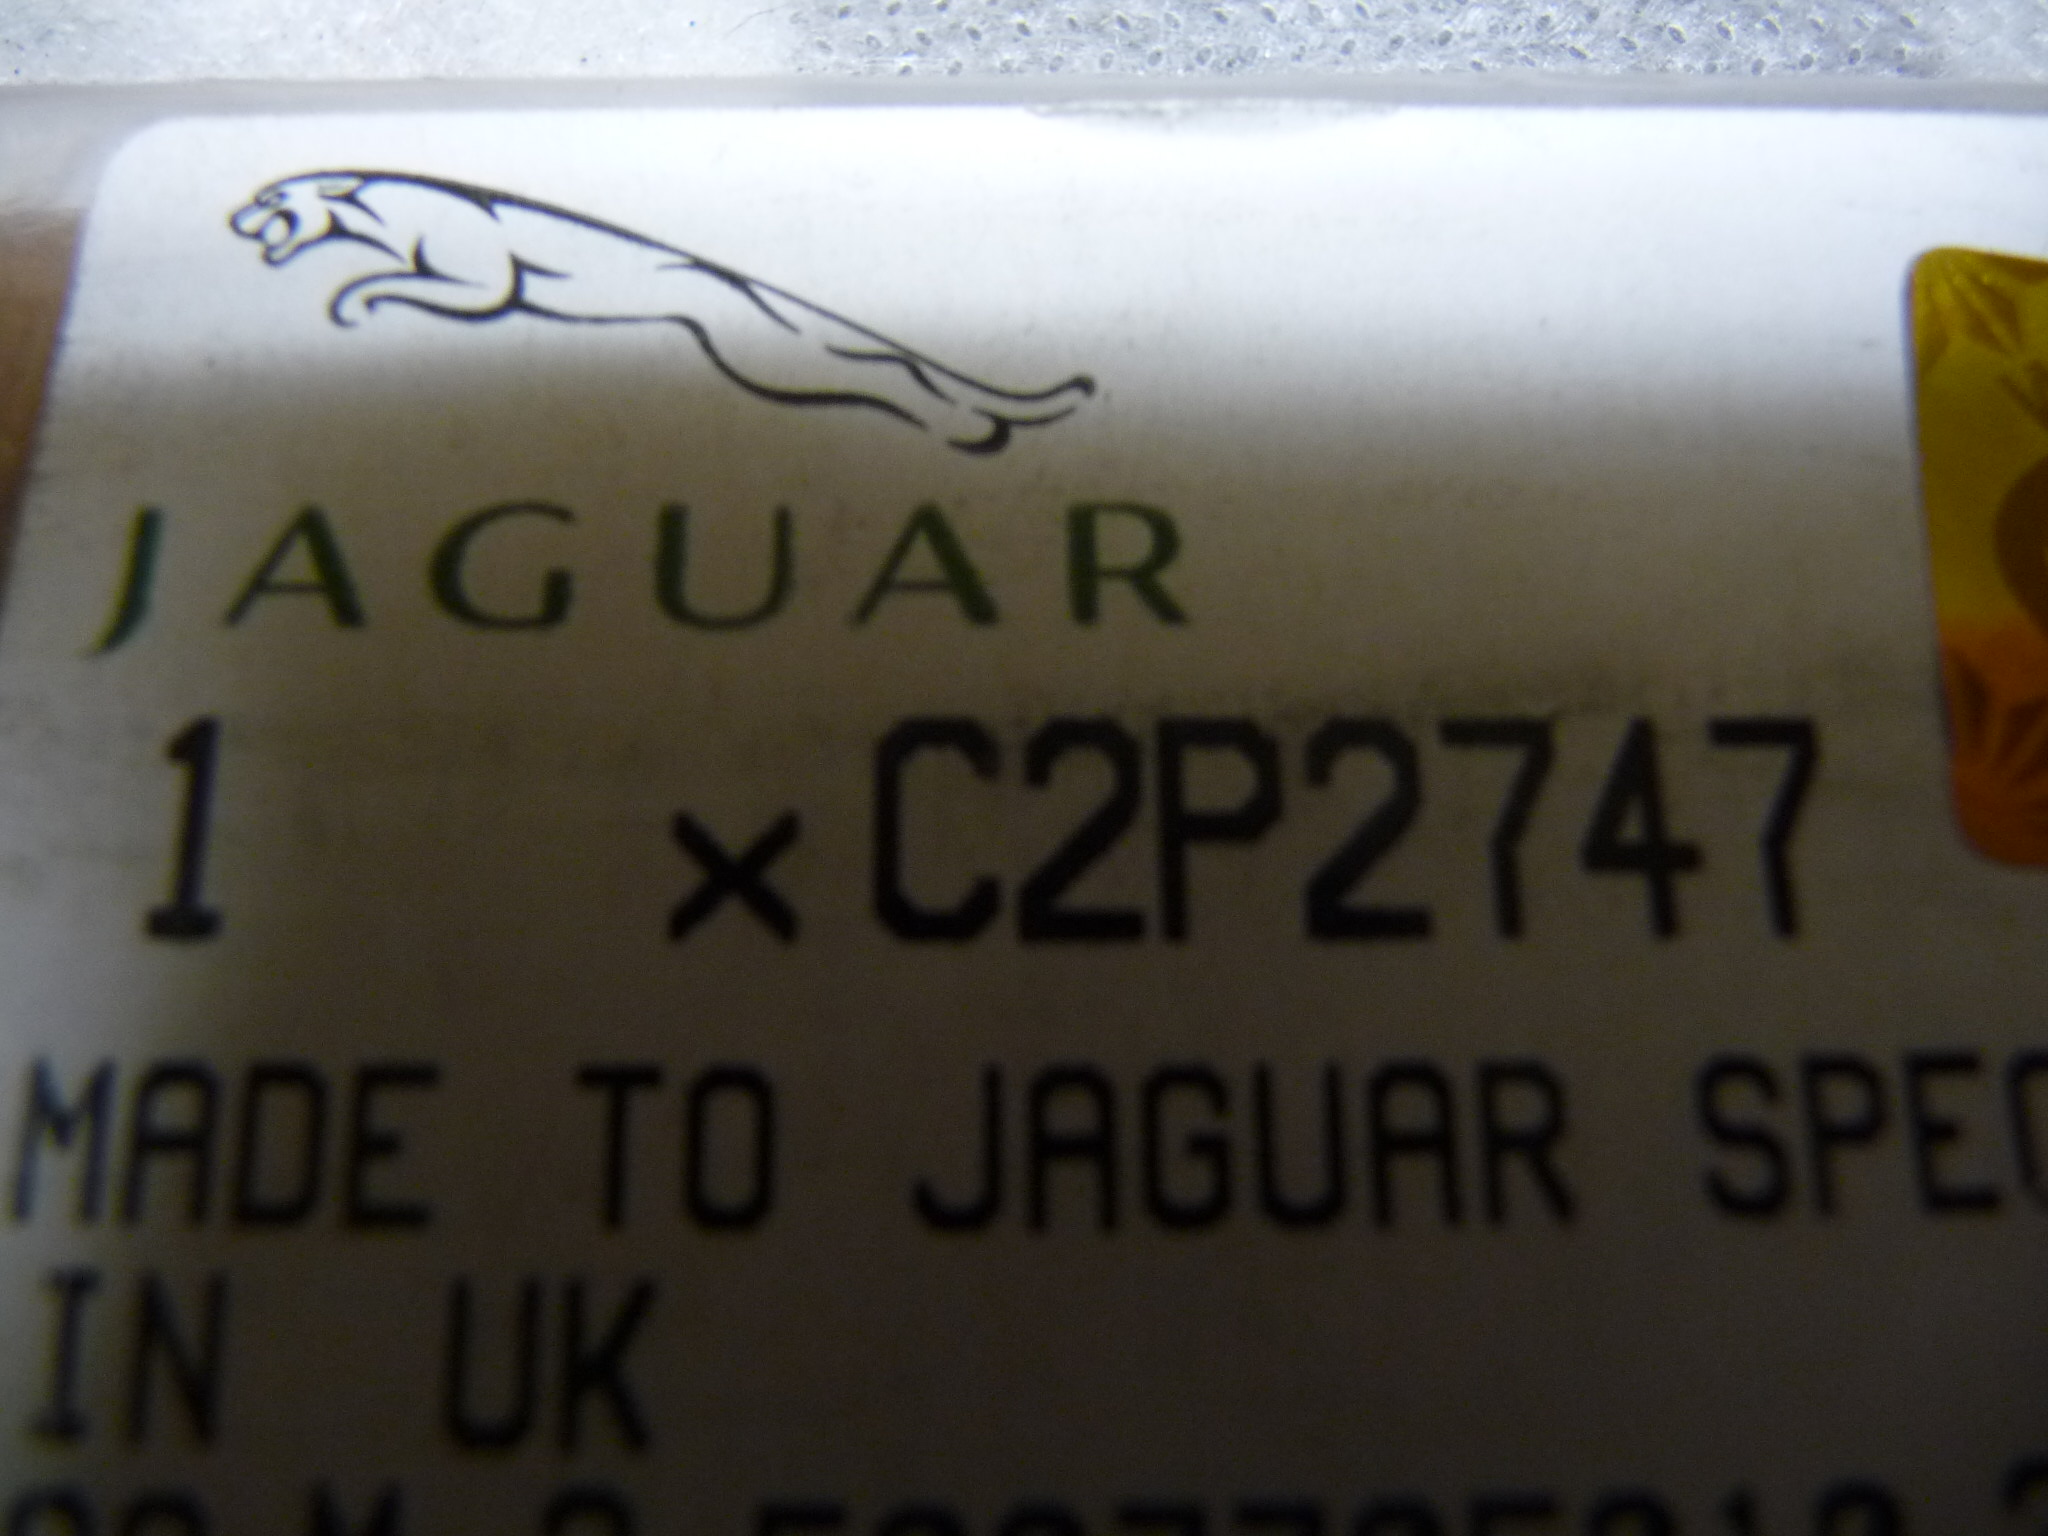 JAGUAR
1 × C2P2747
MADE TO JAGUAR SPEC
IN UK